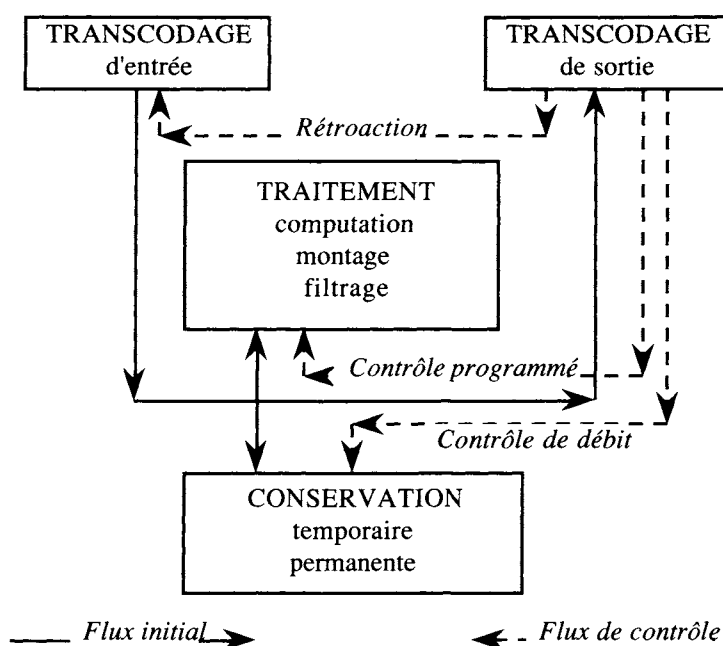 TRANSCODAGE
d'entrée
TRANSCODAGE
de sortie
Rétroaction
TRAITEMENT
computation
montage
filtrage
Contrôle programmé
Contrôle de débit
CONSERVATION
temporaire
permanente
Flux initial
Flux de contrôle